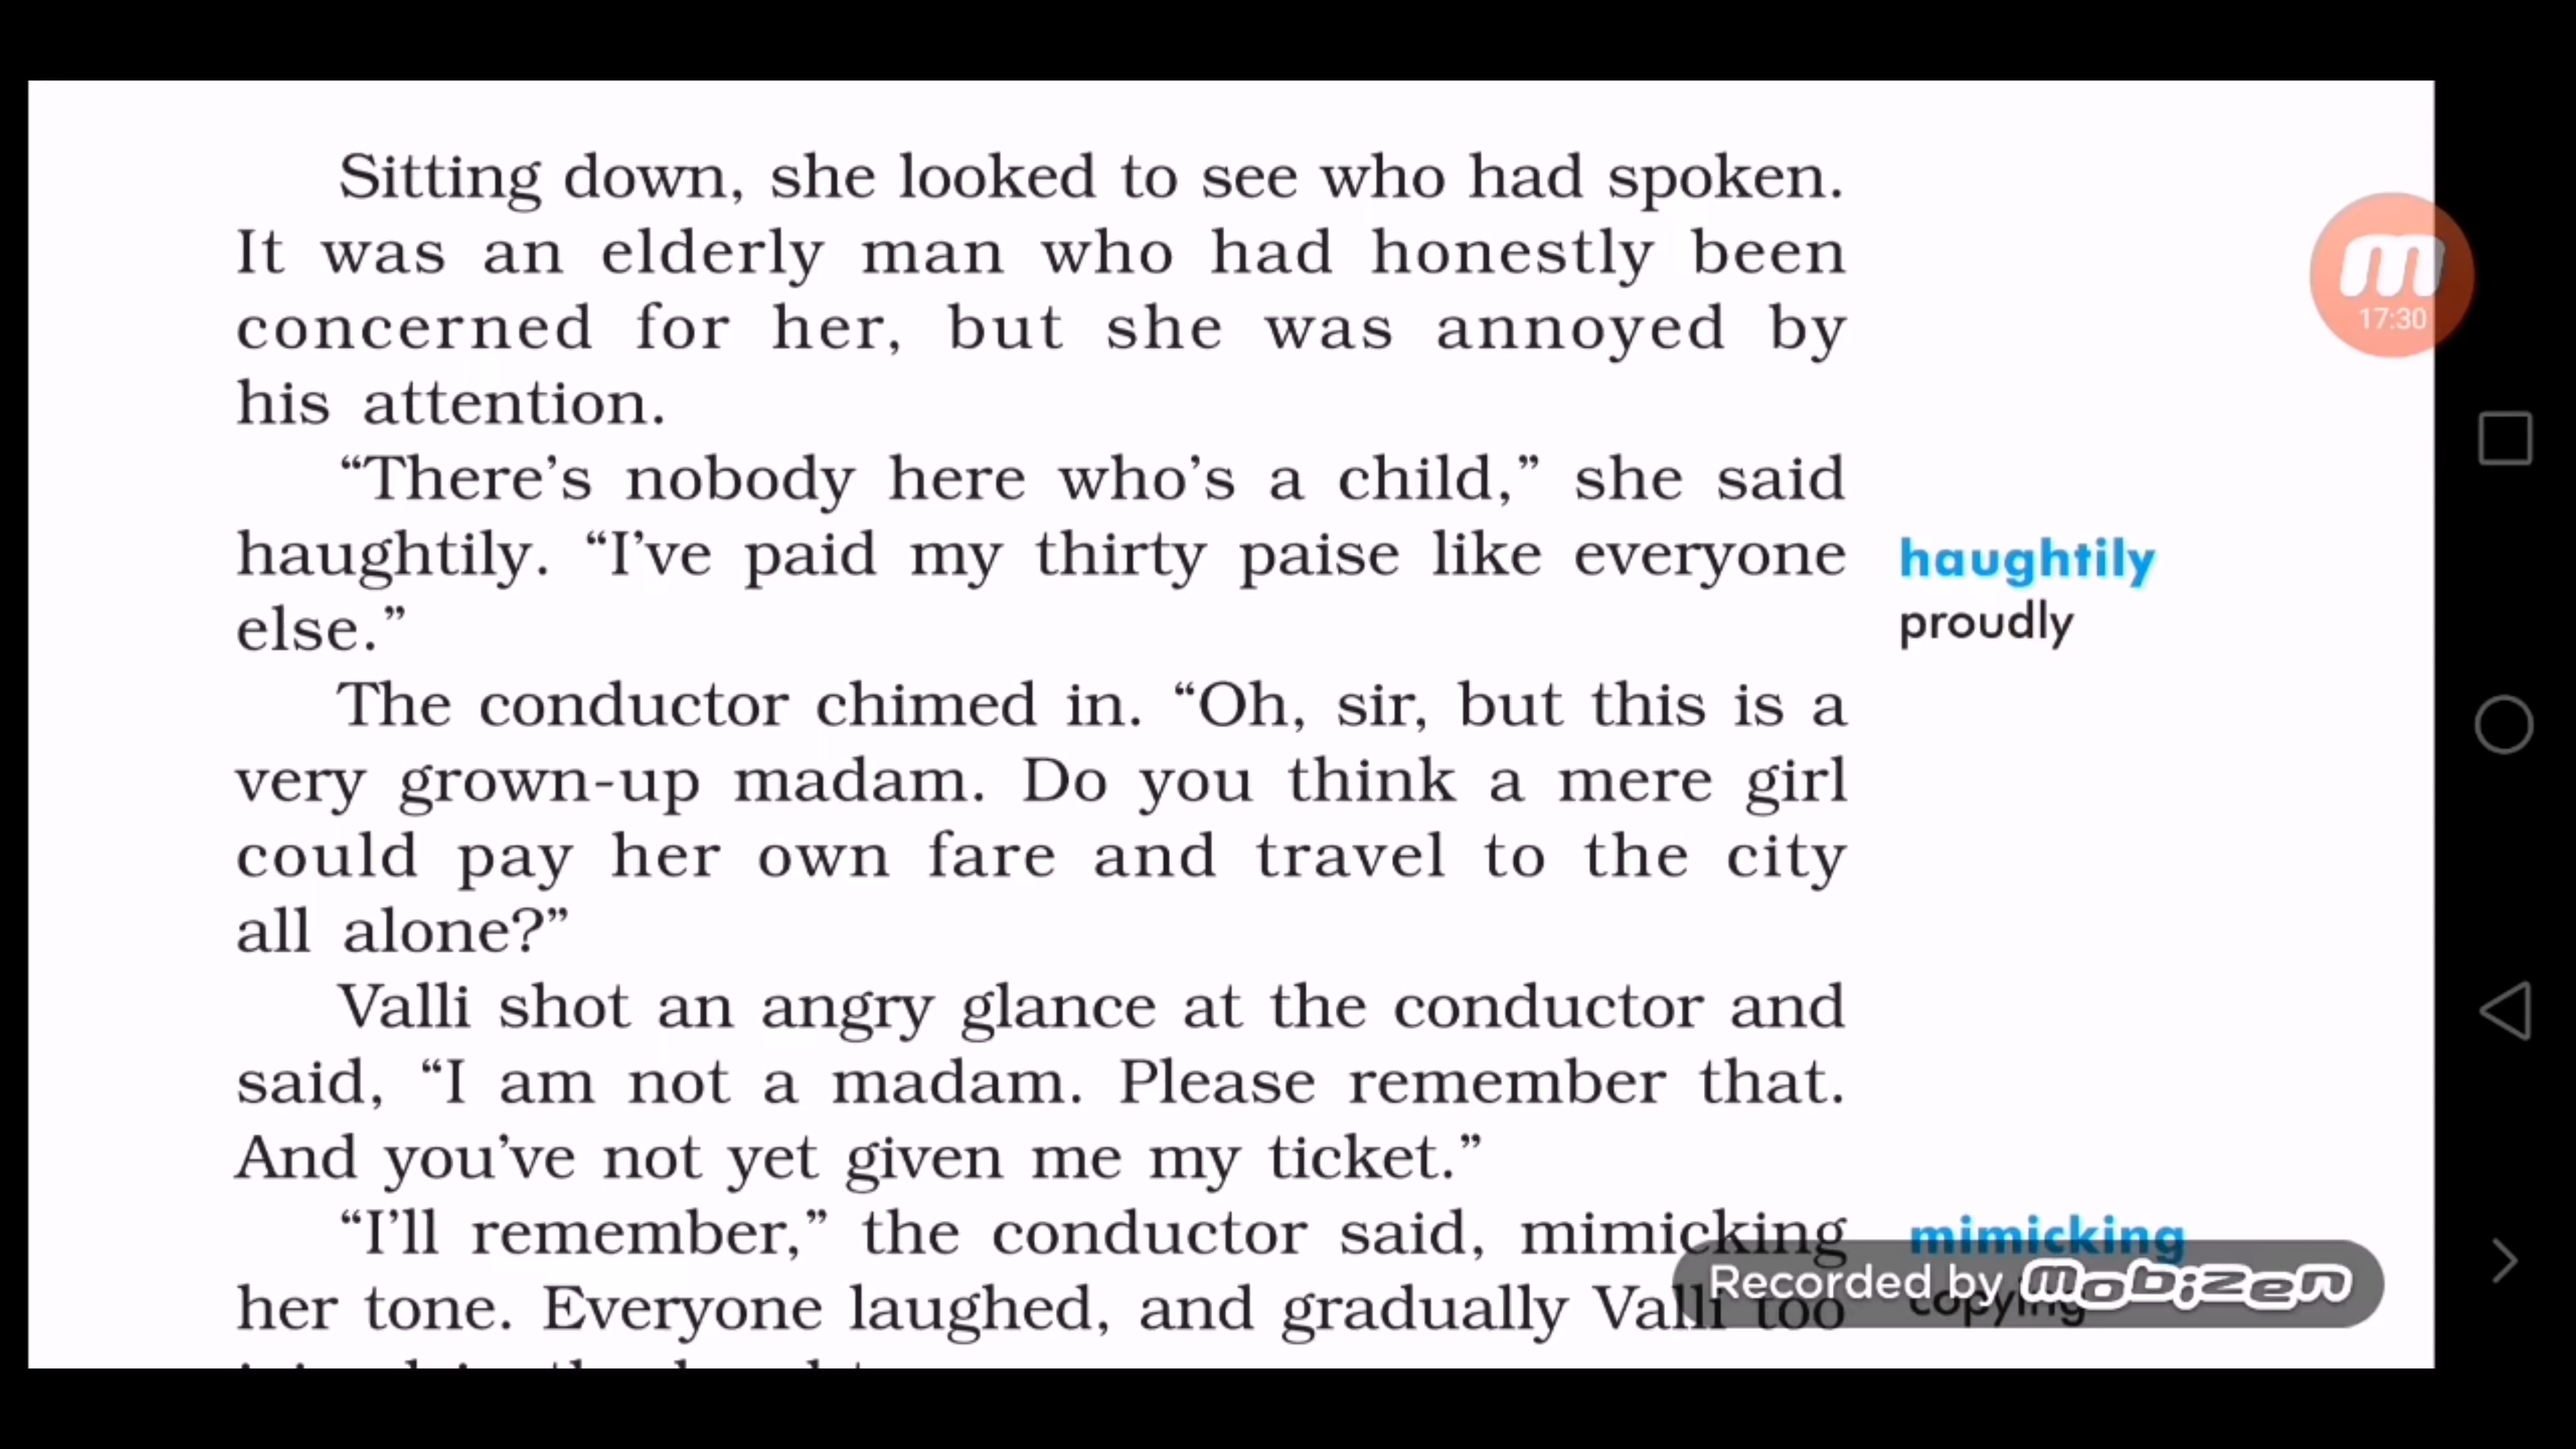 Sitting down, she looked to see who had spoken.
It was an elderly man who had honestly been
concerned for her, but she was annoyed by
his attention.
“There’s nobody here who’s a child,” she said
haughtily. “I’ve paid my thirty paise like everyone
else.”
haughtily
proudly
The conductor chimed in. “Oh, sir, but this is a
very grown-up madam. Do you think a mere girl
could pay her own fare and travel to the city
all alone?”
Valli shot an angry glance at the conductor and
said, “I am not a madam. Please remember that.
And you’ve not yet given me my ticket.”
“I’ll remember,” the conductor said, mimicking
her tone. Everyone laughed, and gradually Valli too
mimicking
copying
17:30
Recorded by mobizen